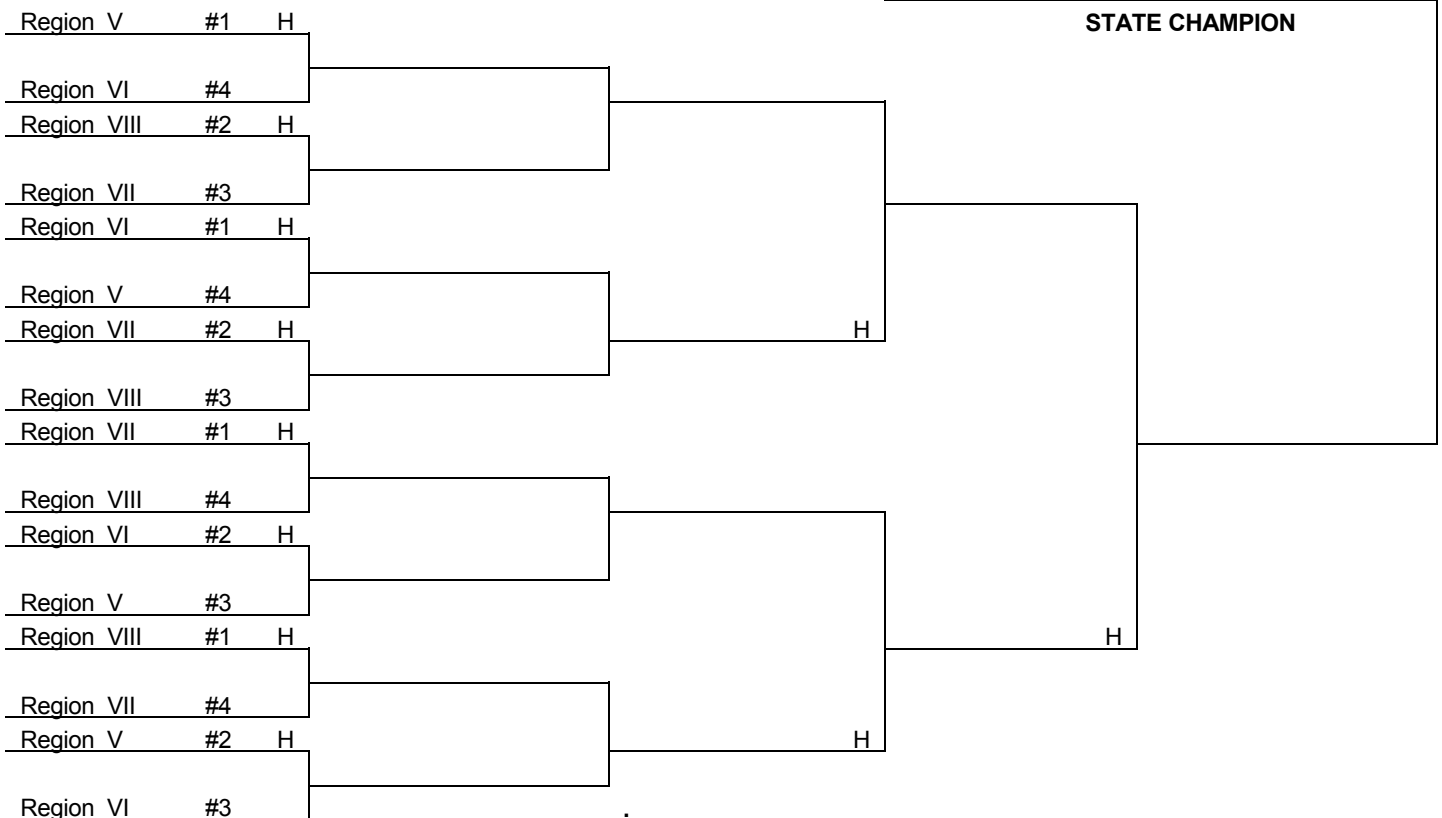 Region V #1 H STATE CHAMPION
Region VI #4
Region VIII #2 H
Region VII #3
Region VI #1 H
Region V #4
Region VII #2 H H
Region VIII #3
Region VII #1 H
Region VIII #4
Region VI #2 H
Region V #3
Region VIII #1 H H
Region VII #4
Region V #2 H H
Region VI #3 .